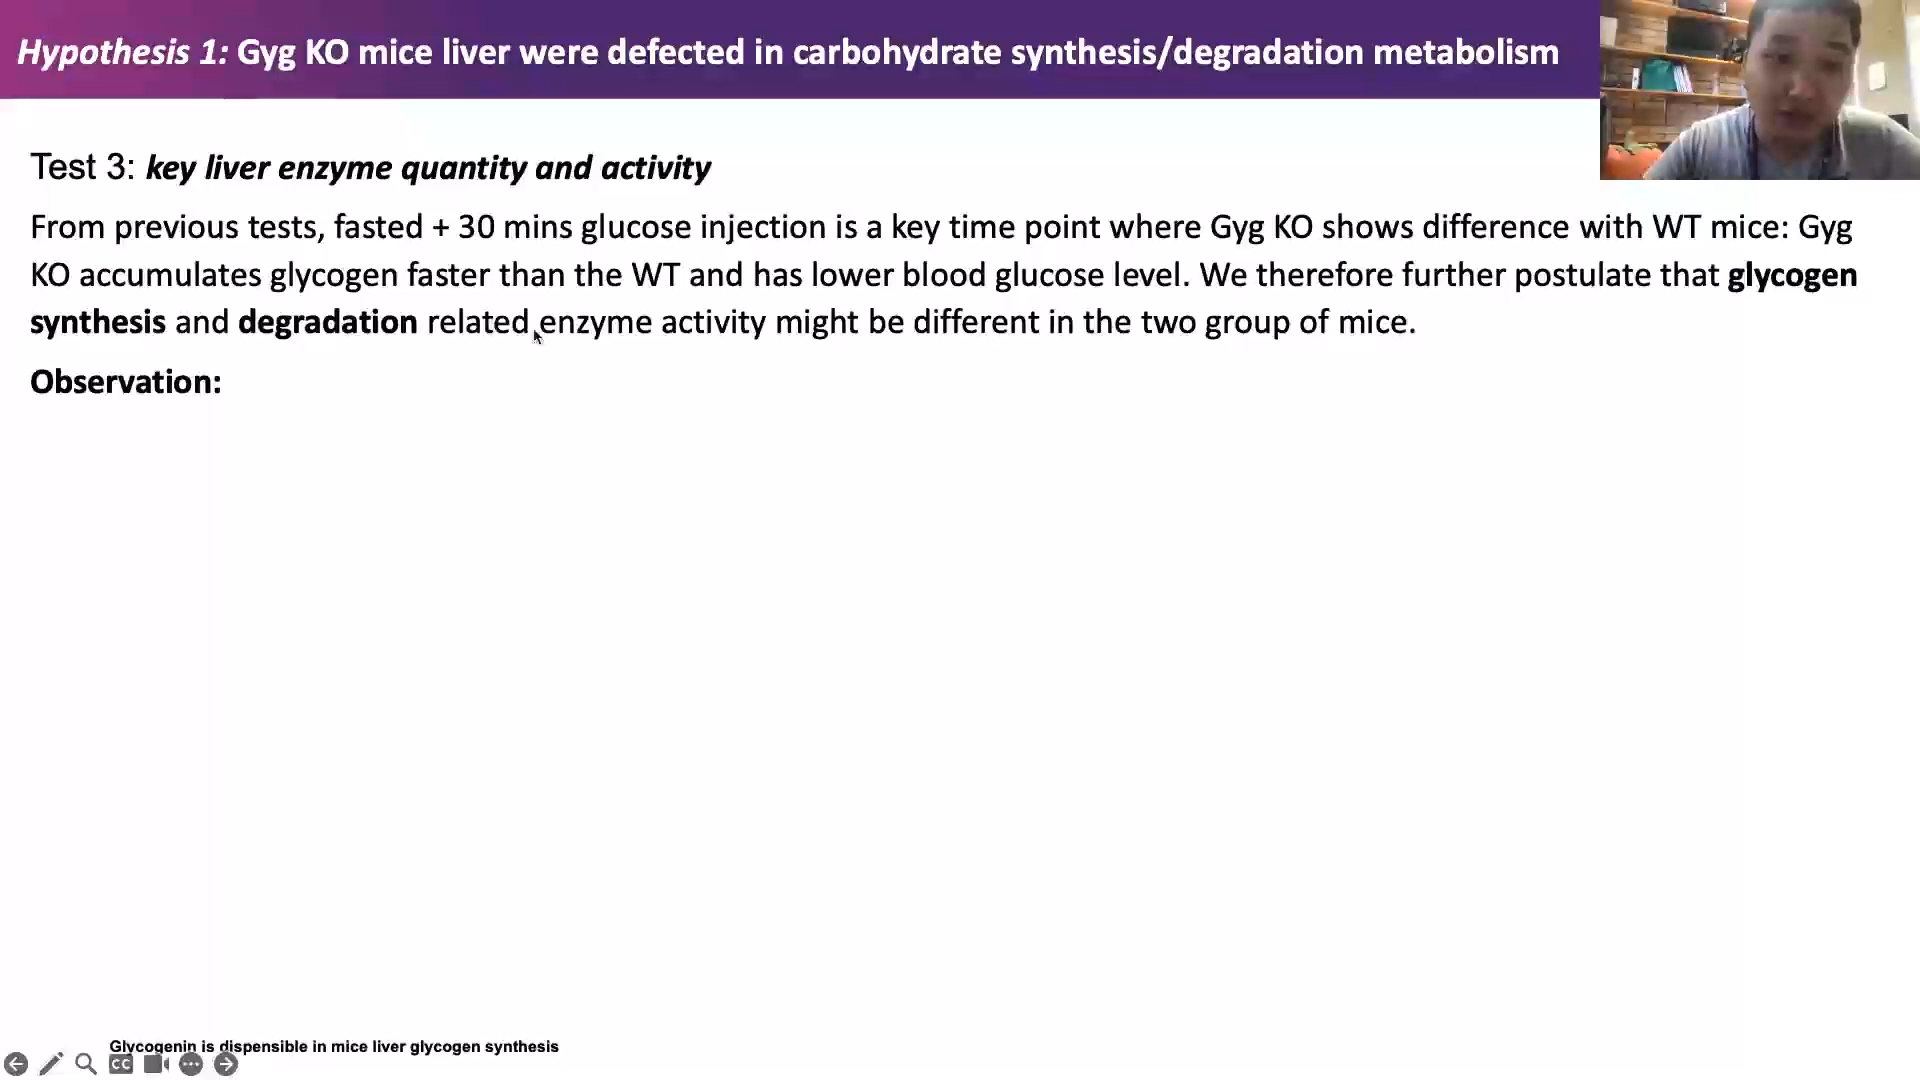 Hypothesis 1: Gyg KO mice liver were defected in carbohydrate synthesis/degradation metabolism
Test 3: key liver enzyme quantity and activity
From previous tests, fasted + 30 mins glucose injection is a key time point where Gyg KO shows difference with WT mice: Gyg
KO accumulates glycogen faster than the WT and has lower blood glucose level. We therefore further postulate that glycogen
synthesis and degradation related enzyme activity might be different in the two group of mice.
Observation:
Glycogenin is dispensible in mice liver glycogen synthesis
CC